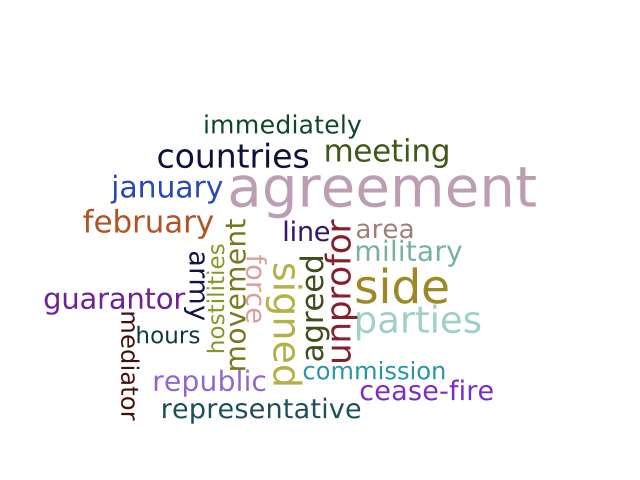 immediately
countries
meeting
january
agreement
february
line
area
movement
unprofor
military
army
hostilities
force
signed
agreed
side
guarantor
parties
mediator
hours
commission
republic
cease-fire
representative